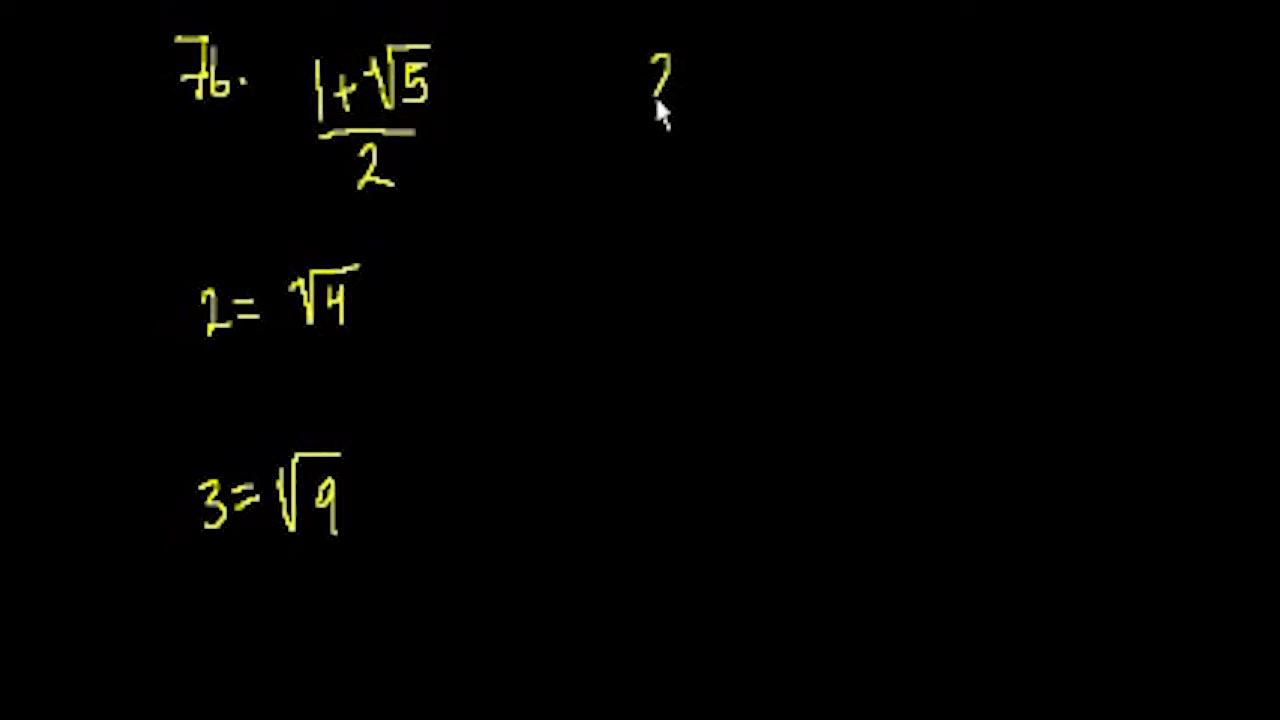 76. (1+√5)/2 ?
2=√4
3=√9